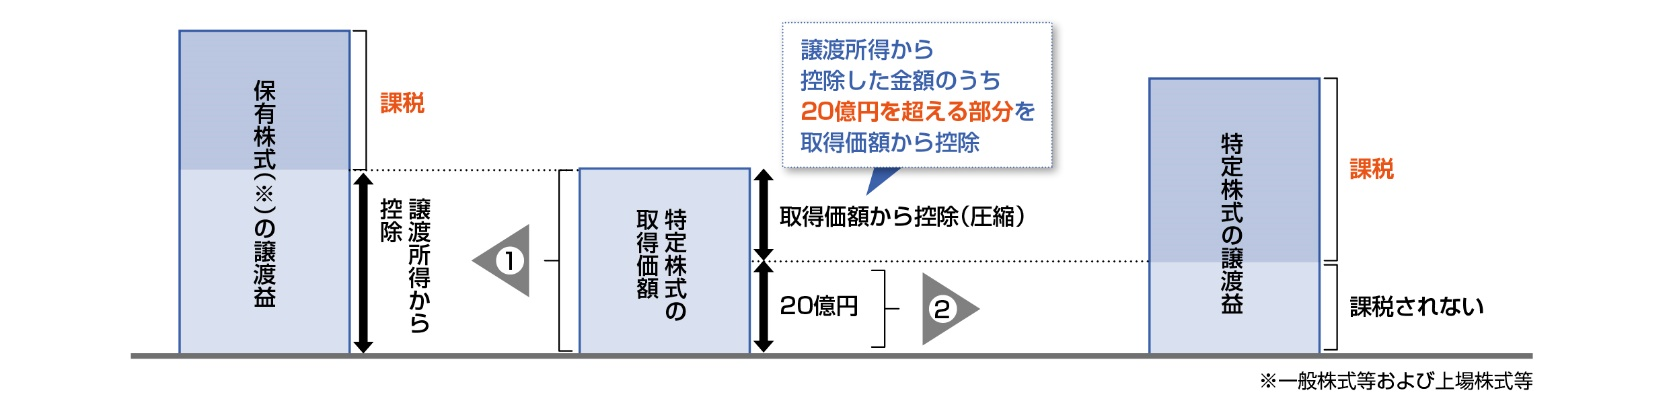 保有株式(※)の譲渡益
課税
譲渡所得から
控除
1
特定株式の
取得価額
譲渡所得から
控除した金額のうち
20億円を超える部分を
取得価額から控除
取得価額から控除(圧縮)
20億円
2
特定株式の譲渡益
課税
課税されない
※一般株式等および上場株式等